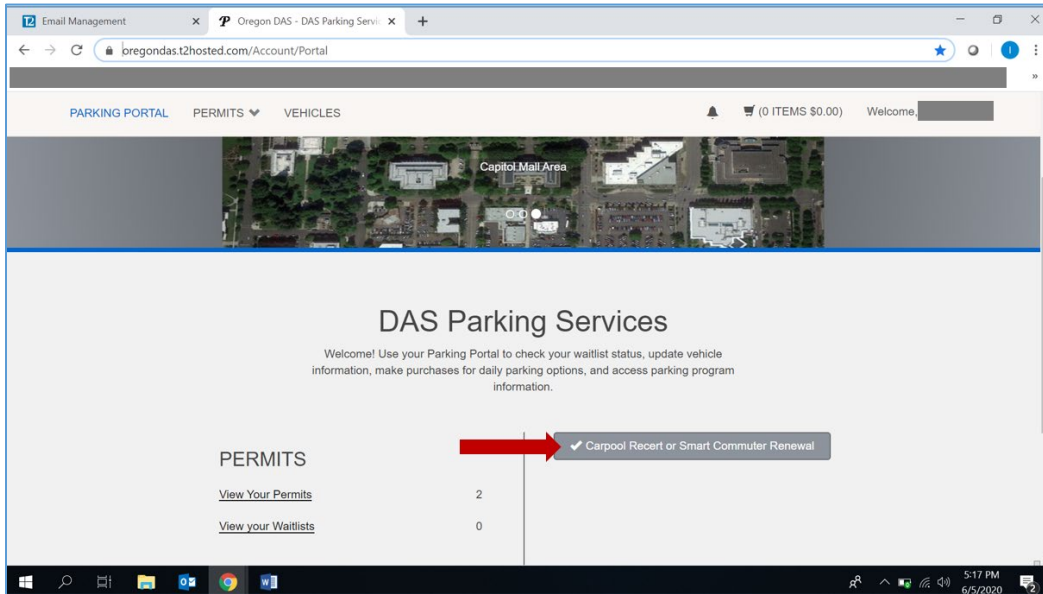 Email Management
Oregon DAS - DAS Parking Servic
oregondas.t2hosted.com/Account/Portal
PARKING PORTAL PERMITS VEHICLES (0 ITEMS $0.00) Welcome,
Capitol Mall Area
DAS Parking Services
Welcome! Use your Parking Portal to check your waitlist status, update vehicle
information, make purchases for daily parking options, and access parking program
information.
Carpool Recert or Smart Commuter Renewal
PERMITS
View Your Permits 2
View your Waitlists 0
5:17 PM
6/5/2020